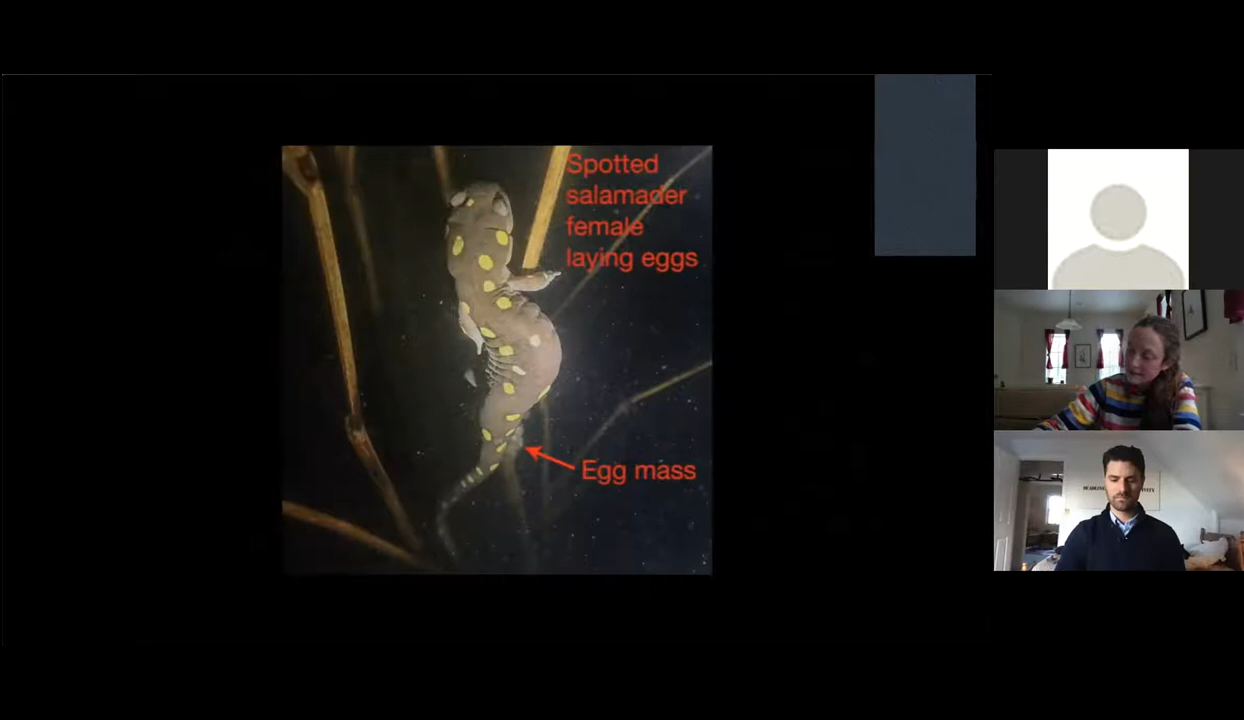 Spotted
salamader
female
laying eggs
Egg mass